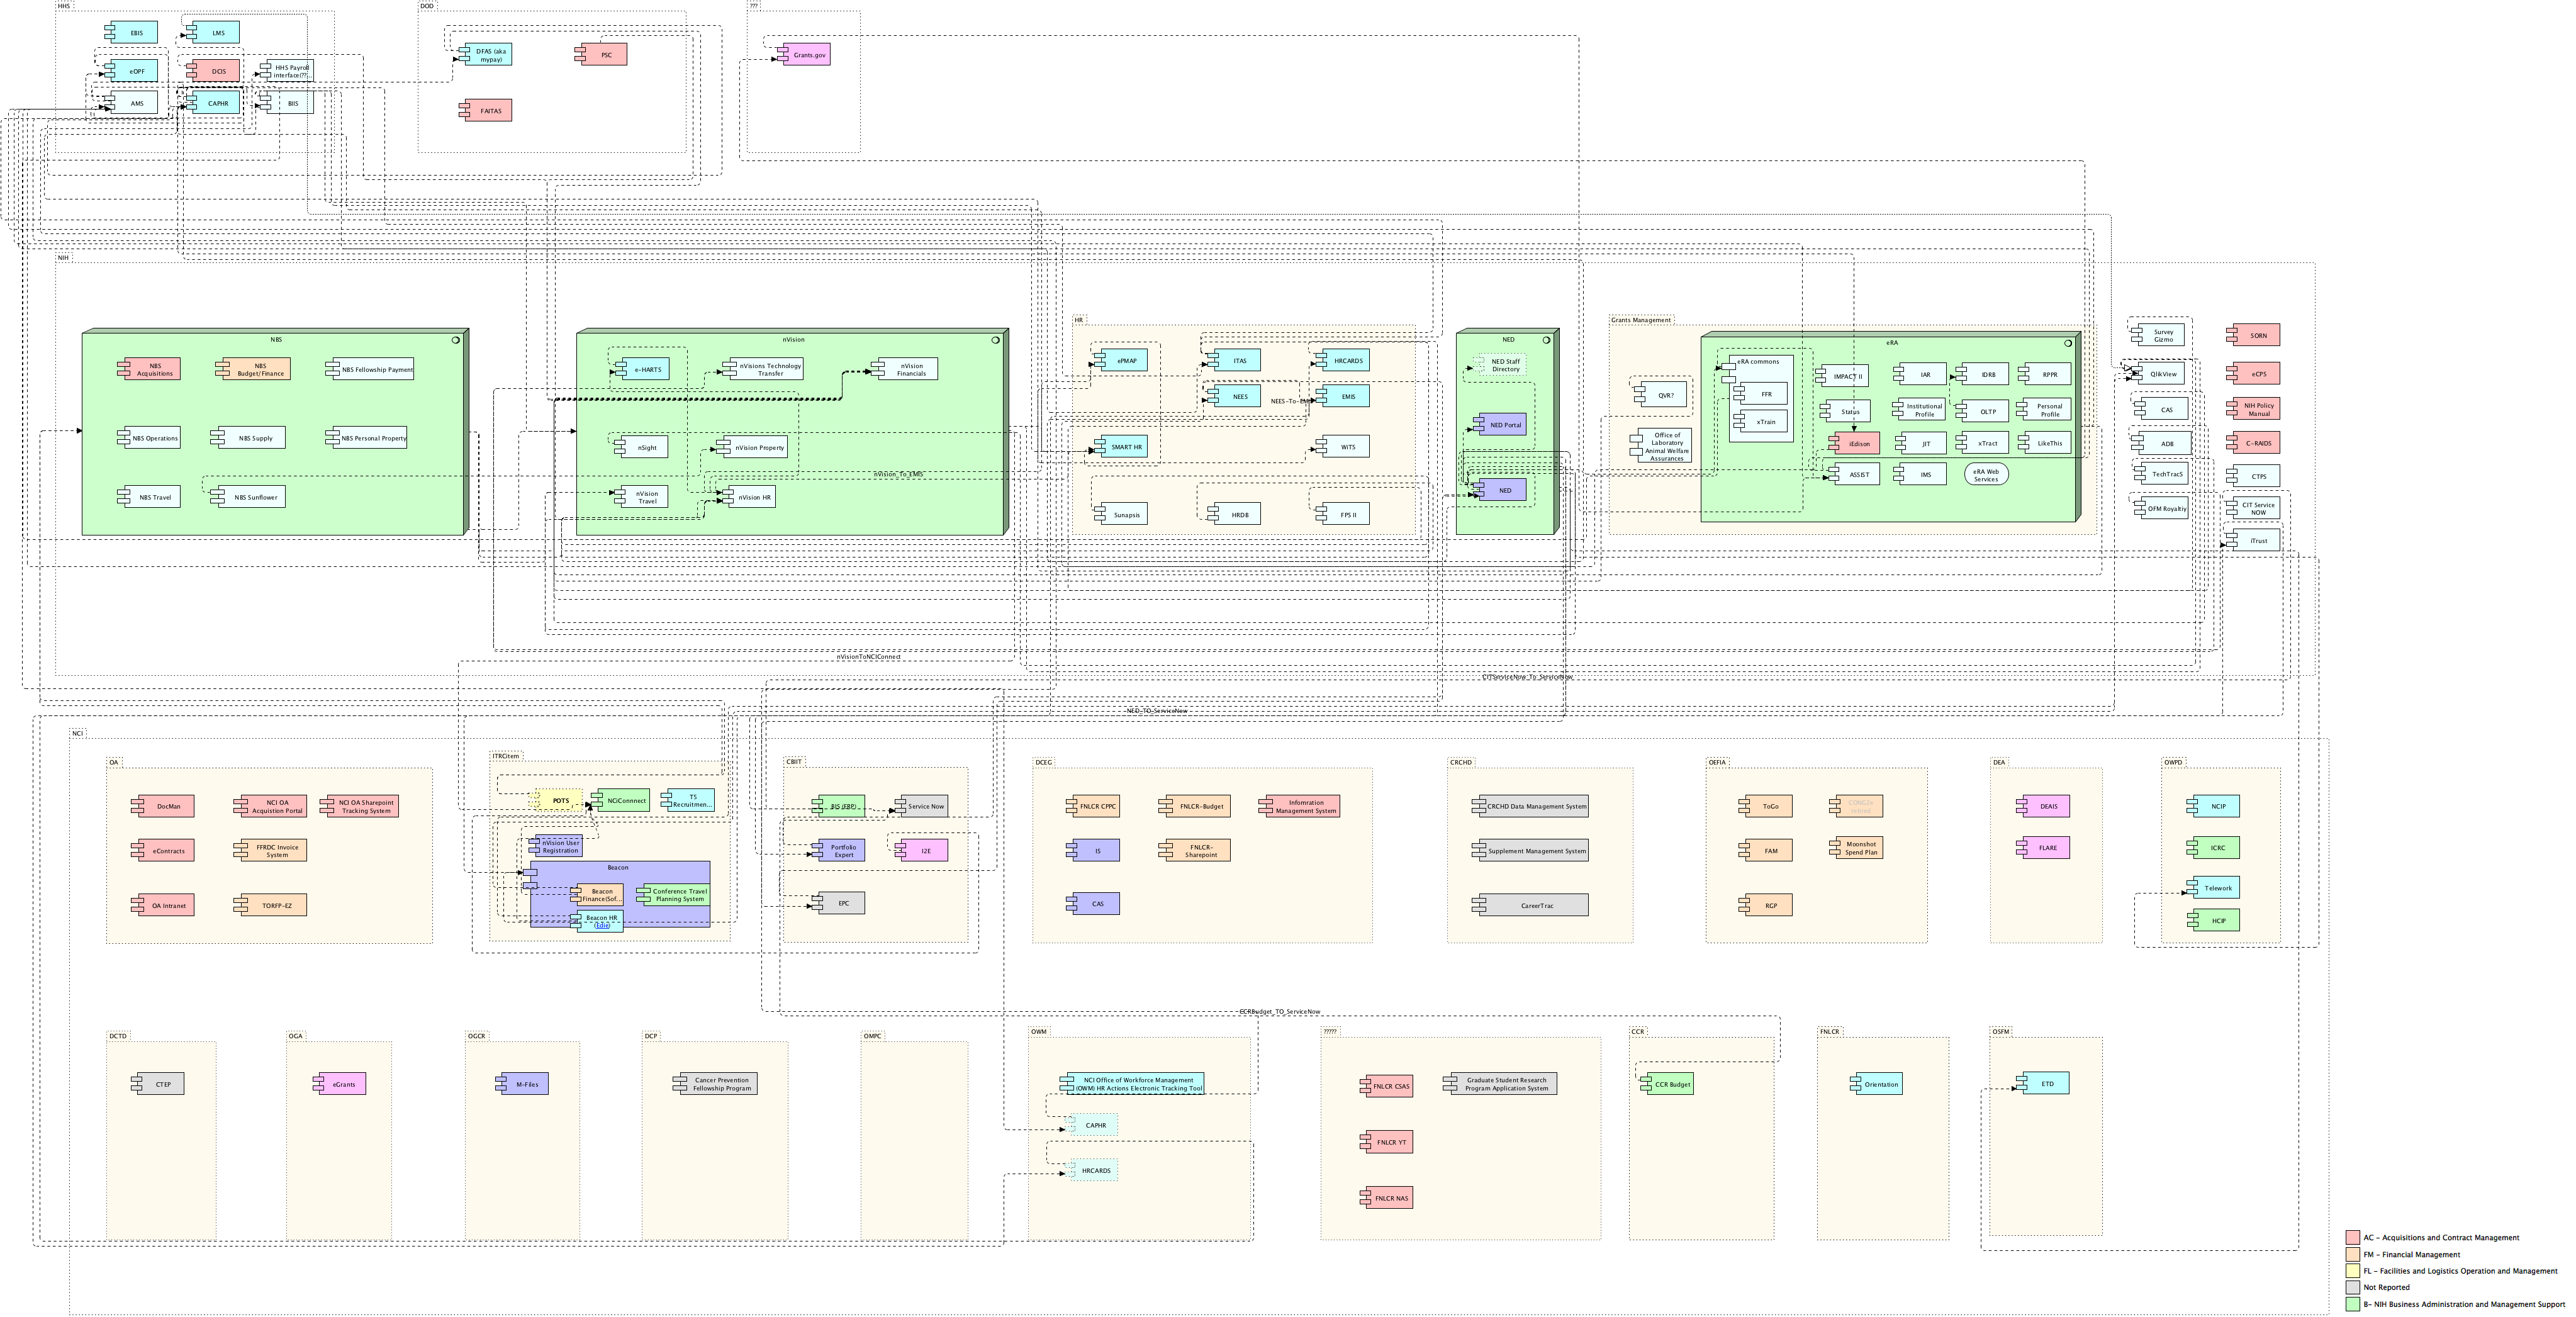 HHS
EBIS
LMS
eOPF
DCIS
HHS Payroll
interface(??...
AMS
CAPHR
BIIS
DOD
DFAS (aka
mypay)
PSC
FAITAS
???
Grants.gov
NIH
NBS
NBS
Acquisitions
NBS
Budget/Finance
NBS Fellowship Payment
NBS Operations
NBS Supply
NBS Personal Property
NBS Travel
NBS Sunflower
nVision
e-HARTS
nVisions Technology
Transfer
nVision
Financials
nSight
nVision Property
nVision_To_EMIS
nVision
Travel
nVision HR
HR
ePMAP
ITAS
HRCARDS
NEES
NEES-To-EMIS
EMIS
SMART HR
WiTS
Sunapsis
HRDB
FPS II
NED
NED Staff
Directory
NED Portal
NED
Grants Management
QVR?
Office of
Laboratory
Animal Welfare
Assurances
eRA
eRA commons
FFR
xTrain
IMPACT II
IAR
IDRB
RPPR
Status
Institutional
Profile
OLTP
Personal
Profile
iEdison
JIT
xTract
LikeThis
ASSIST
IMS
eRA Web
Services
Survey
Gizmo
SORN
QlikView
eCPS
CAS
NIH Policy
Manual
ADB
C-RAIDS
TechTracS
CTPS
OFM Royaltiy
CIT Service
NOW
iTrust
nVisionToNCIConnect
CITServiceNow_To_ServiceNow
NED_TO_ServiceNow
NCI
OA
DocMan
NCI OA
Acquistion Portal
NCI OA Sharepoint
Tracking System
eContracts
FFRDC Invoice
System
OA Intranet
TORFP-EZ
ITRCitem
POTS
NCiConnnect
TS
Recruitmen...
nVision User
Registration
Beacon
Beacon
Finance(Sof...
Conference Travel
Planning System
Beacon HR
(Edie)
CBIIT
BIS (EBP)
Service Now
Portfolio
Expert
I2E
EPC
DCEG
FNLCR CPPC
FNLCR-Budget
Infomration
Management System
IS
FNLCR-
Sharepoint
CAS
CRCHD
CRCHD Data Management System
Supplement Management System
CareerTrac
OEFIA
ToGo
FAM
Moonshot
Spend Plan
RGP
DEA
DEAIS
FLARE
OWPD
NCIP
ICRC
Telework
HCIP
CCRBudget_TO_ServiceNow
DCTD
CTEP
OGA
eGrants
OGCR
M-Files
DCP
Cancer Prevention
Fellowship Program
OMPC
OWM
NCI Office of Workforce Management
(OWM) HR Actions Electronic Tracking Tool
CAPHR
HRCARDS
?????
FNLCR CSAS
Graduate Student Research
Program Application System
FNLCR YT
FNLCR NAS
CCR
CCR Budget
FNLCR
Orientation
OSFM
ETD
AC - Acquisitions and Contract Management
FM - Financial Management
FL - Facilities and Logistics Operation and Management
Not Reported
B- NIH Business Administration and Management Support